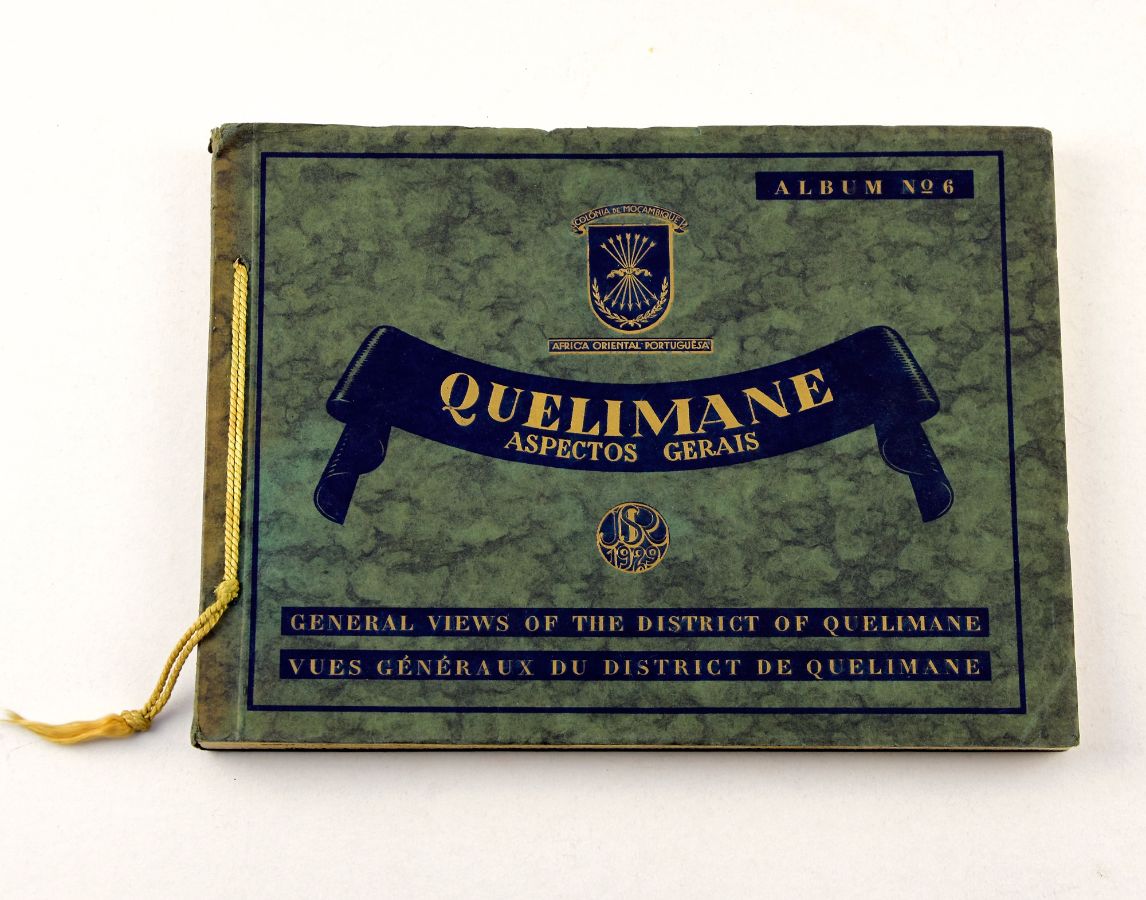 ALBUM Nº 6
COLÓNIA DE MOÇAMBIQUE
AFRICA ORIENTAL PORTUGUÊSA
QUELIMANE
ASPECTOS GERAIS
1929
GENERAL VIEWS OF THE DISTRICT OF QUELIMANE
VUES GÉNÉRAUX DU DISTRICT DE QUELIMANE